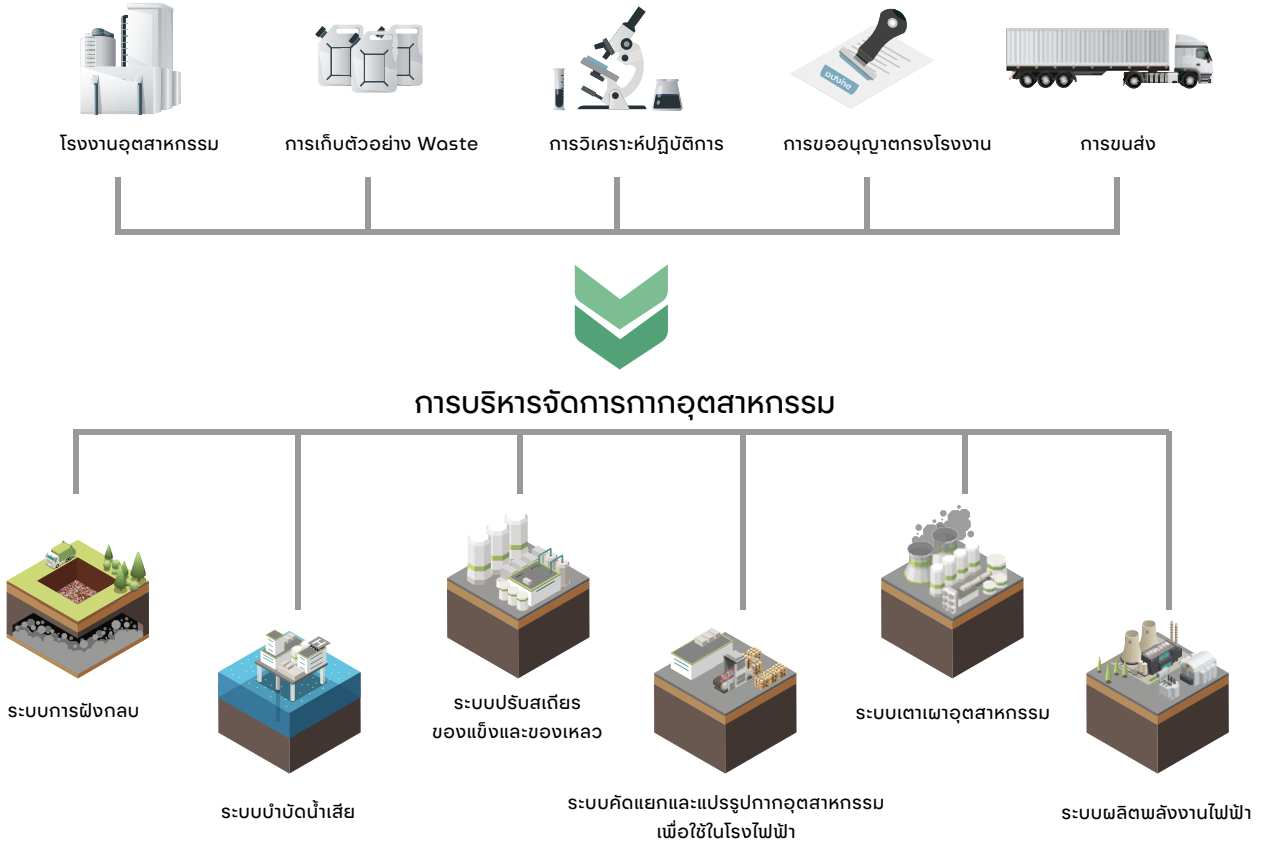 อนุญาต
โรงงานอุตสาหกรรม
การเก็บตัวอย่าง Waste
การวิเคราะห์ปฏิบัติการ
การขออนุญาตกรงโรงงาน
การขนส่ง
การบริหารจัดการกากอุตสาหกรรม
ระบบการฝังกลบ
ระบบบำบัดน้ำเสีย
ระบบปรับสเถียร
ของแข็งและของเหลว
ระบบคัดแยกและแปรรูปกากอุตสาหกรรม
เพื่อใช้ในโรงไฟฟ้า
ระบบเตาเผาอุตสาหกรรม
ระบบผลิตพลังงานไฟฟ้า